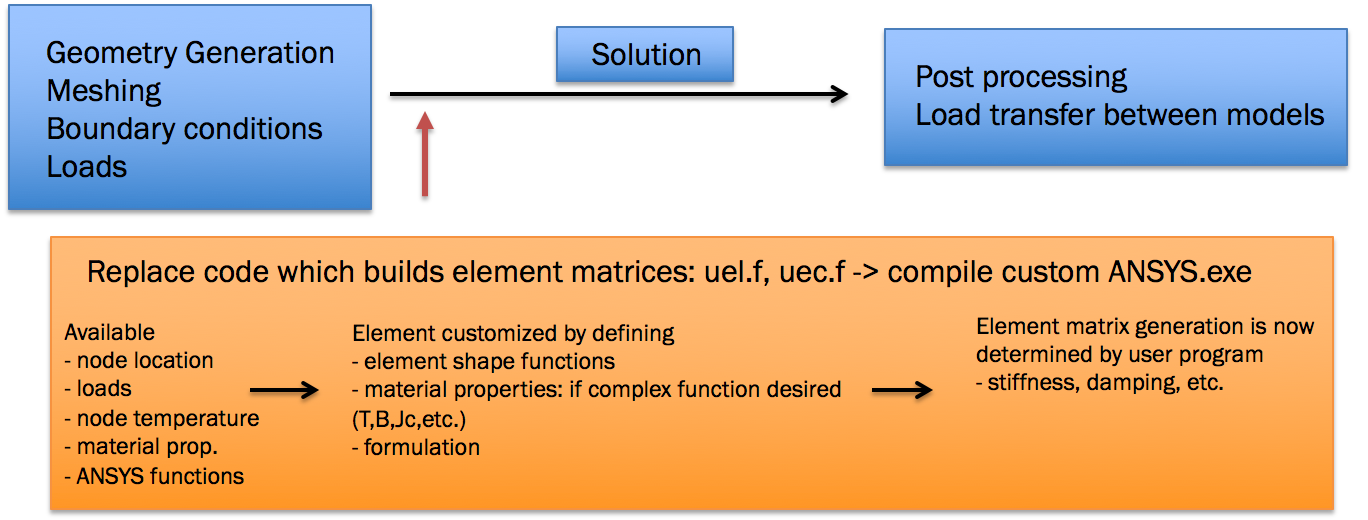 Geometry Generation
Meshing
Boundary conditions
Loads
Solution
Post processing
Load transfer between models
Replace code which builds element matrices: uel.f, uec.f -> compile custom ANSYS.exe
Available
- node location
- loads
- node temperature
- material prop.
- ANSYS functions
Element customized by defining
- element shape functions
- material properties: if complex function desired
(T,B,Jc,etc.)
- formulation
Element matrix generation is now
determined by user program
- stiffness, damping, etc.